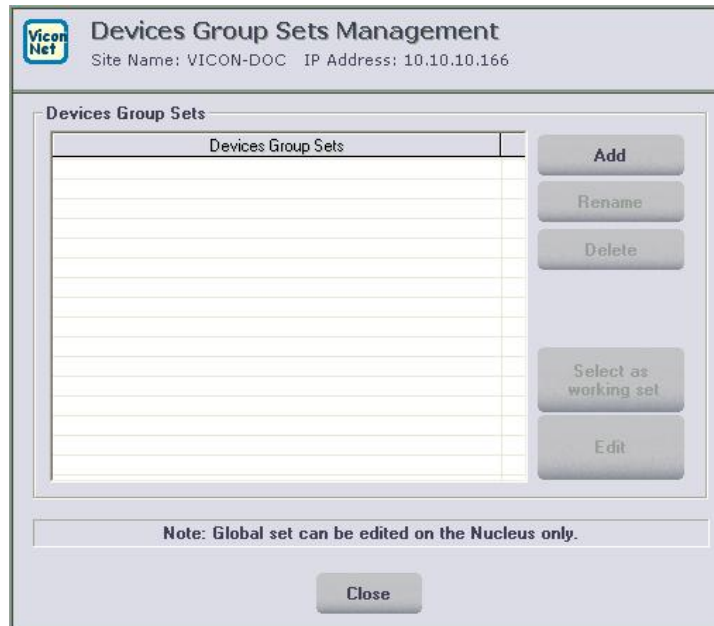 Vicon
Net
Devices Group Sets Management
Site Name: VICON-DOC IP Address: 10.10.10.166
Devices Group Sets
Devices Group Sets
Add
Rename
Delete
Select as
working set
Edit
Note: Global set can be edited on the Nucleus only.
Close